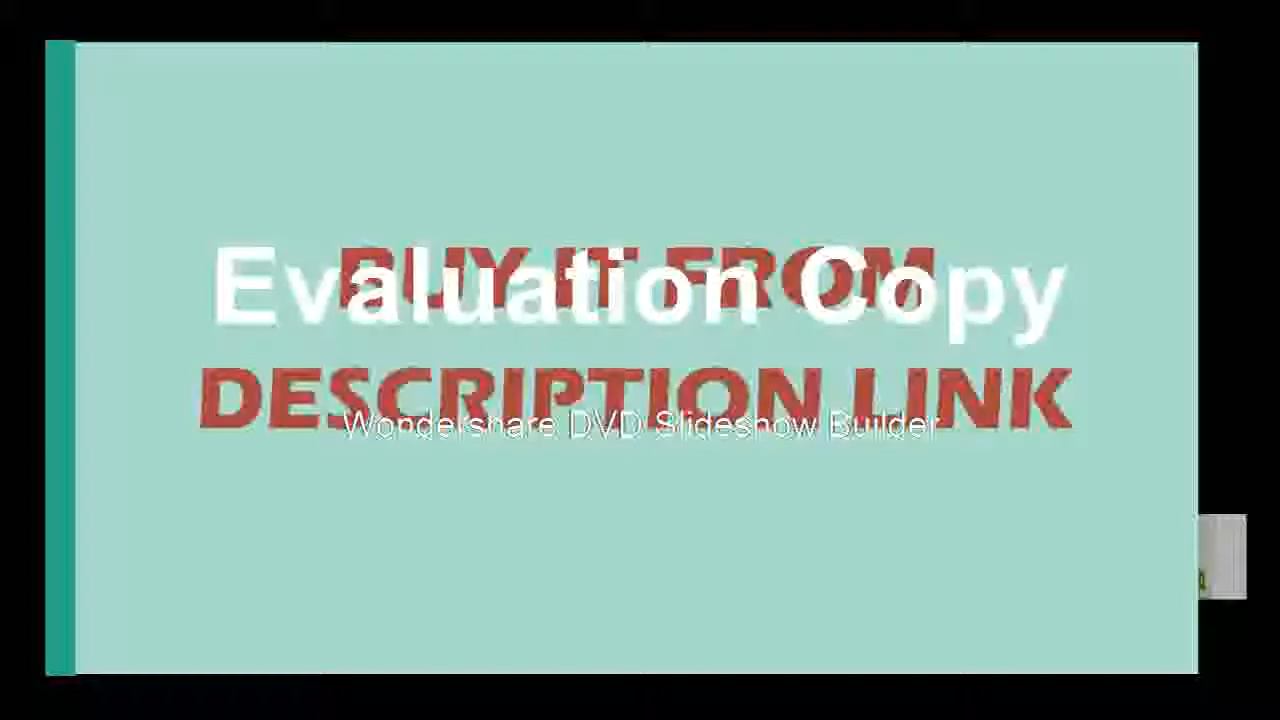 BUY IT FROM
Evaluation Copy
DESCRIPTION LINK
Wondershare DVD Slideshow Builder